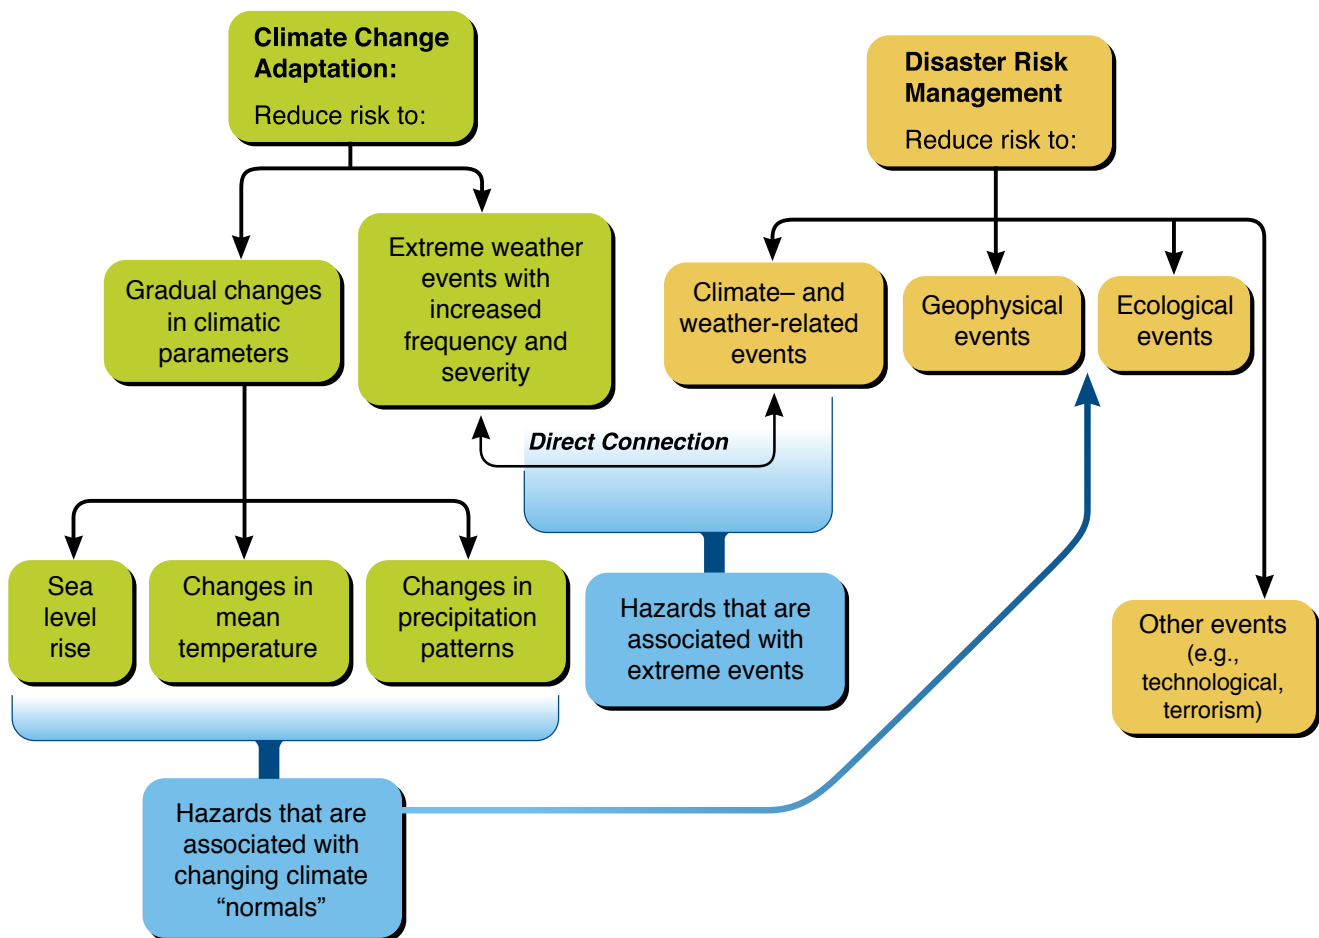 Climate Change
Adaptation:
Reduce risk to:
Disaster Risk
Management
Reduce risk to:
Gradual changes
in climatic
parameters
Extreme weather
events with
increased
frequency and
severity
Climate– and
weather-related
events
Geophysical
events
Ecological
events
Direct Connection
Sea
level
rise
Changes in
mean
temperature
Changes in
precipitation
patterns
Hazards that are
associated with
extreme events
Other events
(e.g.,
technological,
terrorism)
Hazards that are
associated with
changing climate
“normals”